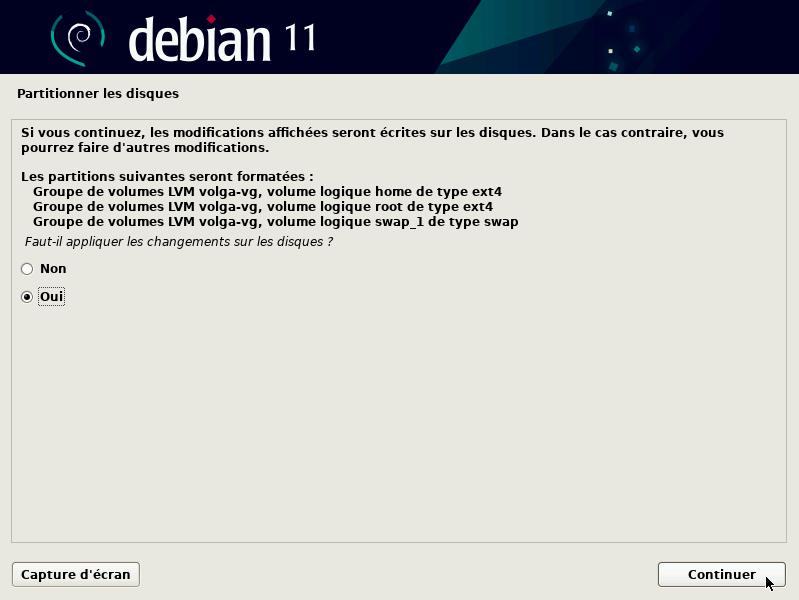 debian 11
Partitionner les disques
Si vous continuez, les modifications affichées seront écrites sur les disques. Dans le cas contraire, vous
pourrez faire d'autres modifications.
Les partitions suivantes seront formatées :
Groupe de volumes LVM volga-vg, volume logique home de type ext4
Groupe de volumes LVM volga-vg, volume logique root de type ext4
Groupe de volumes LVM volga-vg, volume logique swap_1 de type swap
Faut-il appliquer les changements sur les disques ?
Non
Oui
Capture d'écran
Continuer